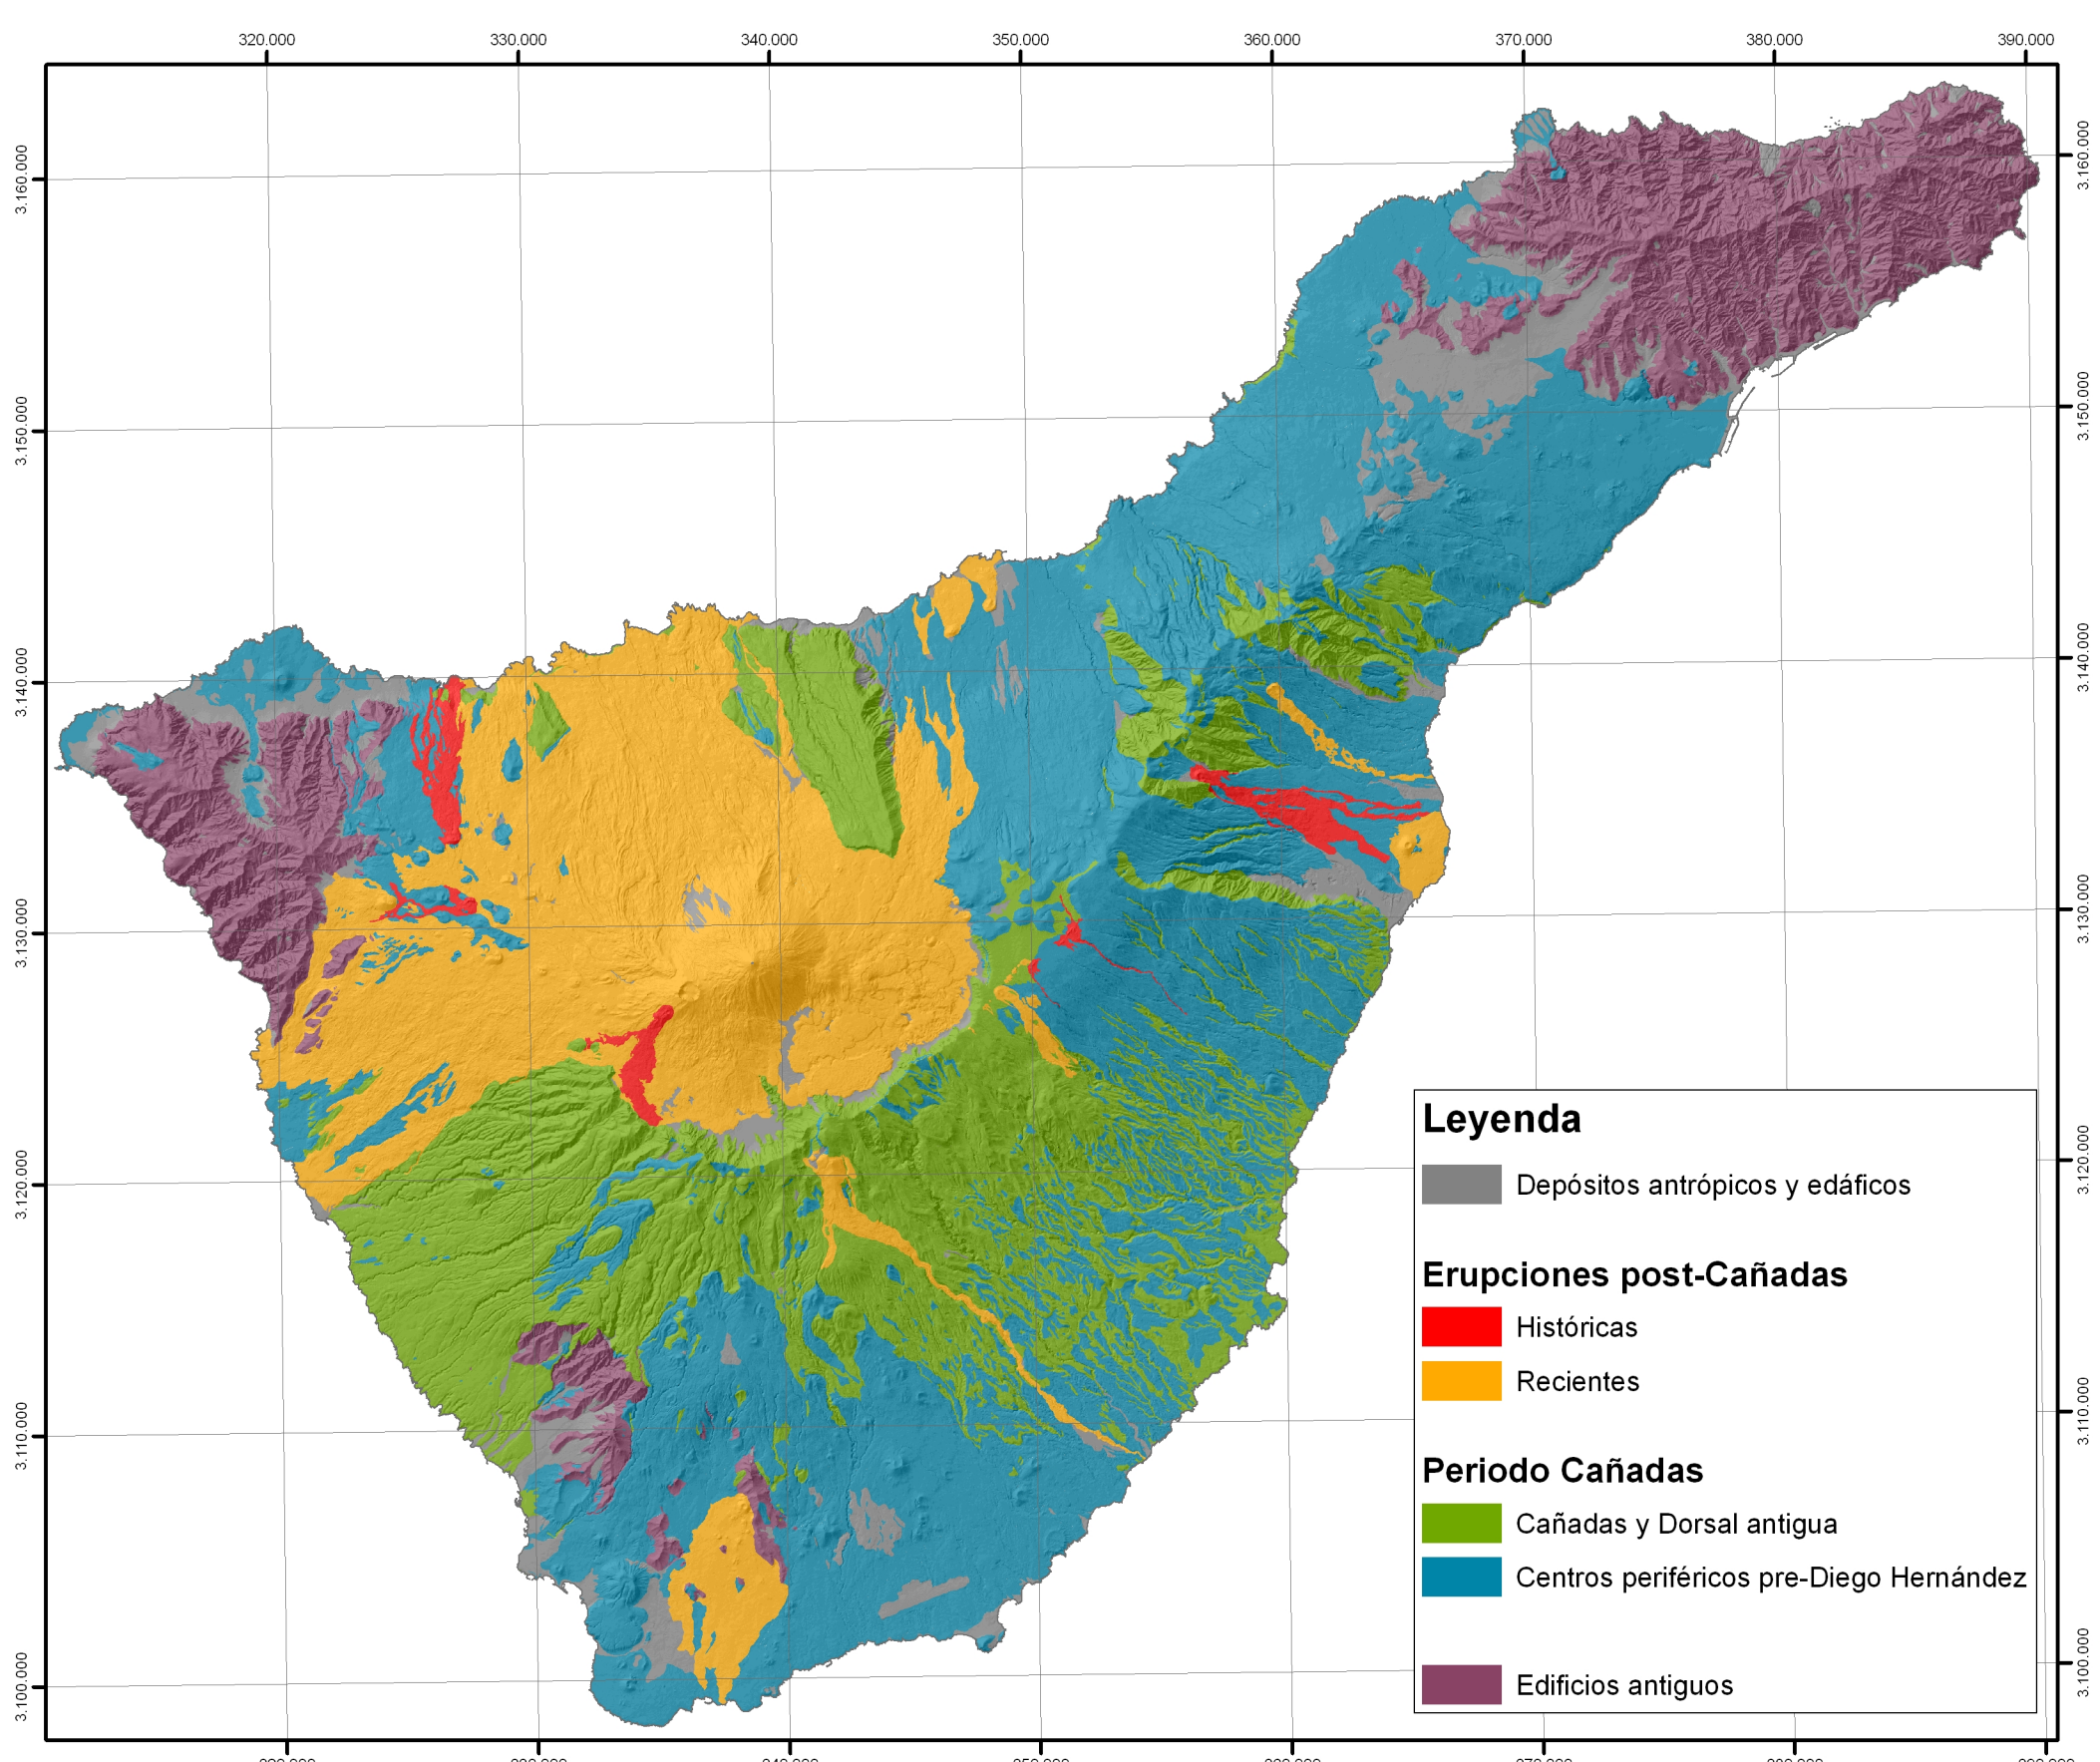 320.000 330.000 340.000 350.000 360.000 370.000 380.000 390.000
3.160.000 3.160.000
3.150.000 3.150.000
3.140.000 3.140.000
3.130.000 3.130.000
3.120.000 3.120.000
3.110.000 3.110.000
3.100.000 3.100.000
Leyenda
Depósitos antrópicos y edáficos
Erupciones post-Cañadas
Históricas
Recientes
Periodo Cañadas
Cañadas y Dorsal antigua
Centros periféricos pre-Diego Hernández
Edificios antiguos